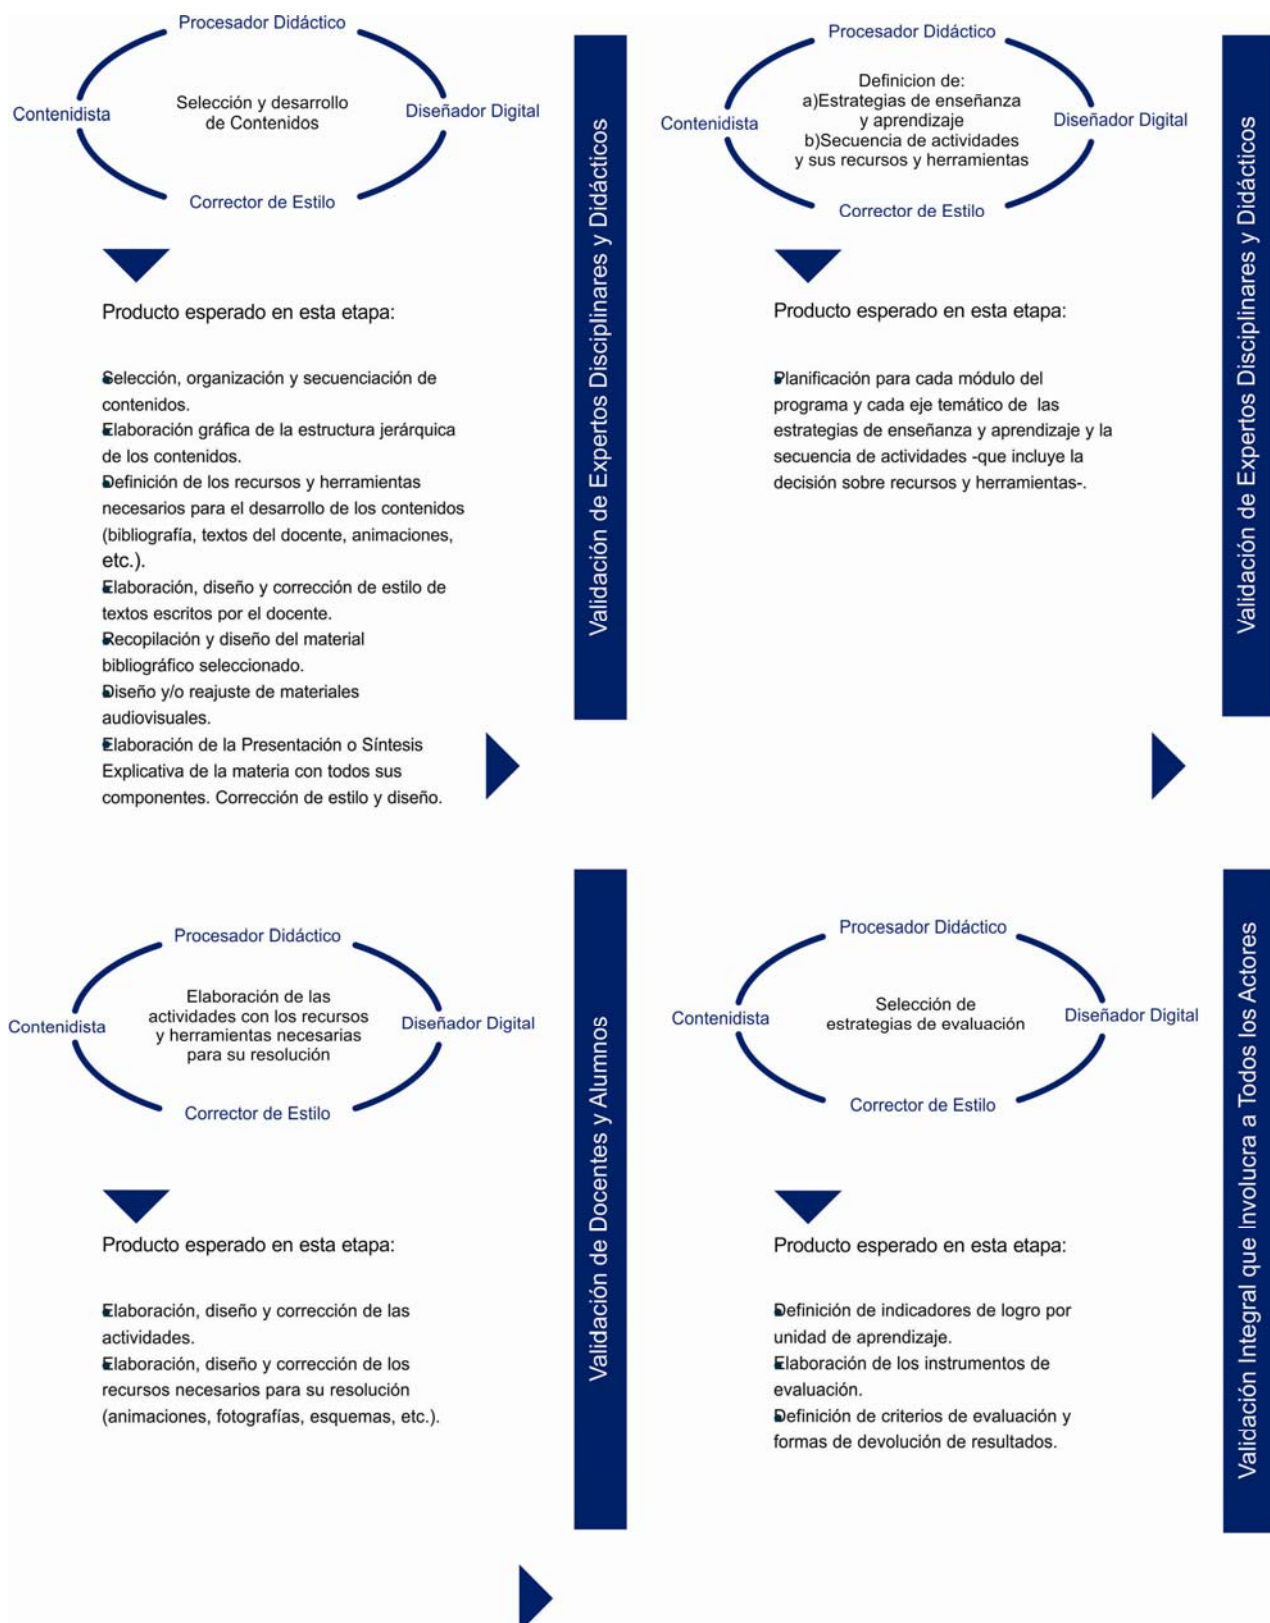 Procesador Didáctico
Contenidista
Selección y desarrollo
de Contenidos
Diseñador Digital
Corrector de Estilo
Producto esperado en esta etapa:
Selección, organización y secuenciación de
contenidos.
Elaboración gráfica de la estructura jerárquica
de los contenidos.
Definición de los recursos y herramientas
necesarios para el desarrollo de los contenidos
(bibliografía, textos del docente, animaciones,
etc.).
Elaboración, diseño y corrección de estilo de
textos escritos por el docente.
Recopilación y diseño del material
bibliográfico seleccionado.
Diseño y/o reajuste de materiales
audiovisuales.
Elaboración de la Presentación o Síntesis
Explicativa de la materia con todos sus
componentes. Corrección de estilo y diseño.
Validación de Expertos Disciplinares y Didácticos
Procesador Didáctico
Contenidista
Definicion de:
a)Estrategias de enseñanza
y aprendizaje
b)Secuencia de actividades
y sus recursos y herramientas
Diseñador Digital
Corrector de Estilo
Producto esperado en esta etapa:
Planificación para cada módulo del
programa y cada eje temático de las
estrategias de enseñanza y aprendizaje y la
secuencia de actividades -que incluye la
decisión sobre recursos y herramientas-.
Validación de Expertos Disciplinares y Didácticos
Procesador Didáctico
Contenidista
Elaboración de las
actividades con los recursos
y herramientas necesarias
para su resolución
Diseñador Digital
Corrector de Estilo
Producto esperado en esta etapa:
Elaboración, diseño y corrección de las
actividades.
Elaboración, diseño y corrección de los
recursos necesarios para su resolución
(animaciones, fotografías, esquemas, etc.).
Validación de Docentes y Alumnos
Procesador Didáctico
Contenidista
Selección de
estrategias de evaluación
Diseñador Digital
Corrector de Estilo
Producto esperado en esta etapa:
Definición de indicadores de logro por
unidad de aprendizaje.
Elaboración de los instrumentos de
evaluación.
Definición de criterios de evaluación y
formas de devolución de resultados.
Validación Integral que Involucra a Todos los Actores